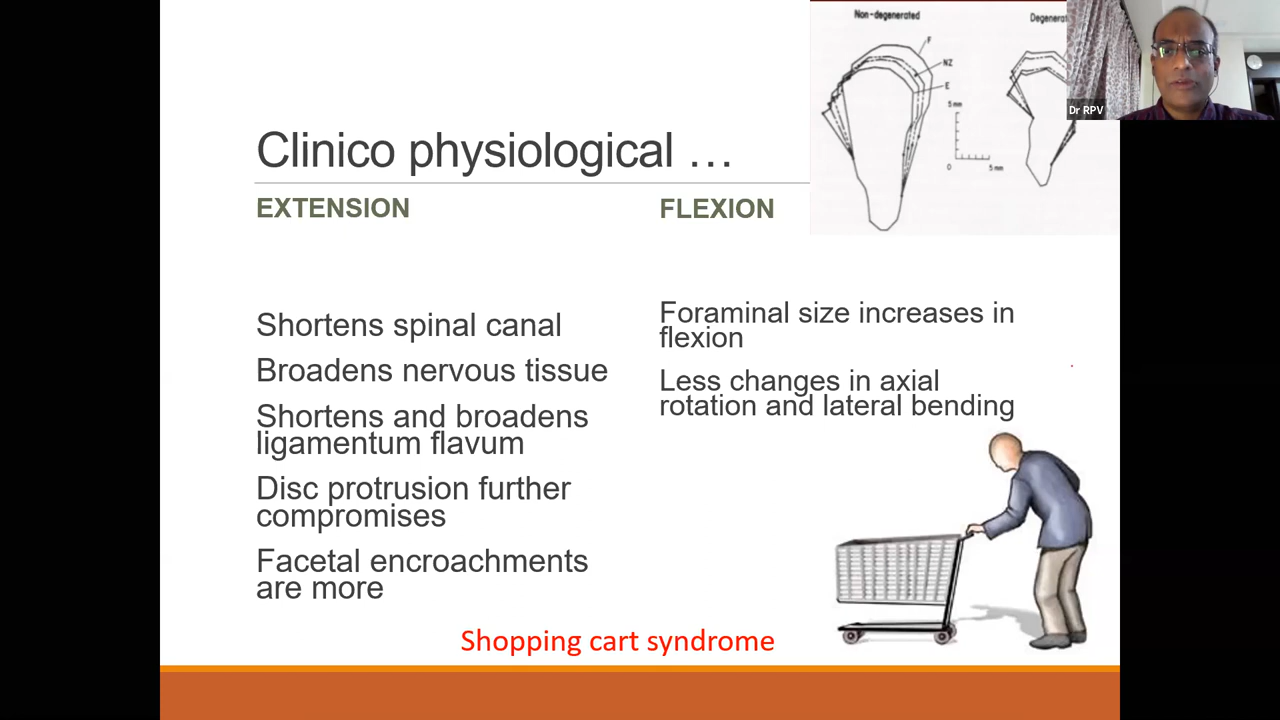 Non-degenerated
F
NZ
E
5 mm
0
5 mm
Dr RPV
Clinico physiological …
EXTENSION
Shortens spinal canal
Broadens nervous tissue
Shortens and broadens
ligamentum flavum
Disc protrusion further
compromises
Facetal encroachments
are more
FLEXION
Foraminal size increases in
flexion
Less changes in axial
rotation and lateral bending
Shopping cart syndrome